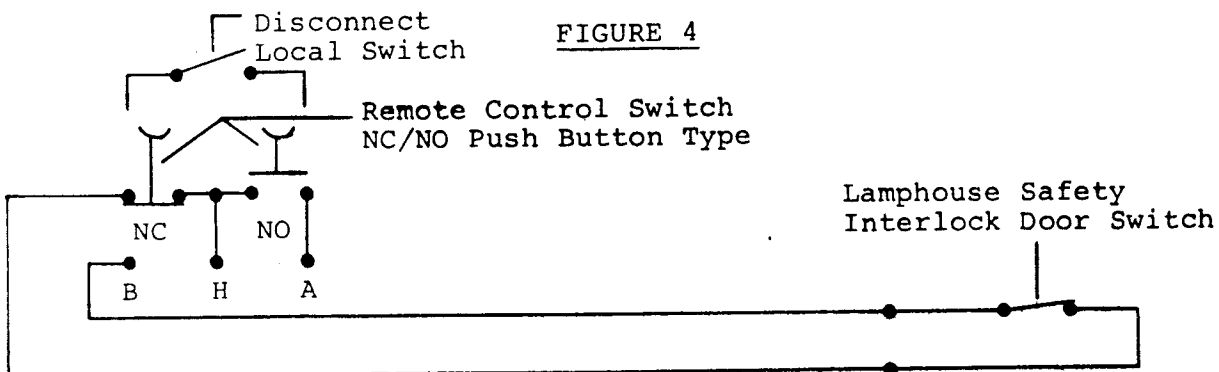 FIGURE 4
Disconnect
Local Switch
Remote Control Switch
NC/NO Push Button Type
Lamphouse Safety
Interlock Door Switch
NC
NO
B
H
A